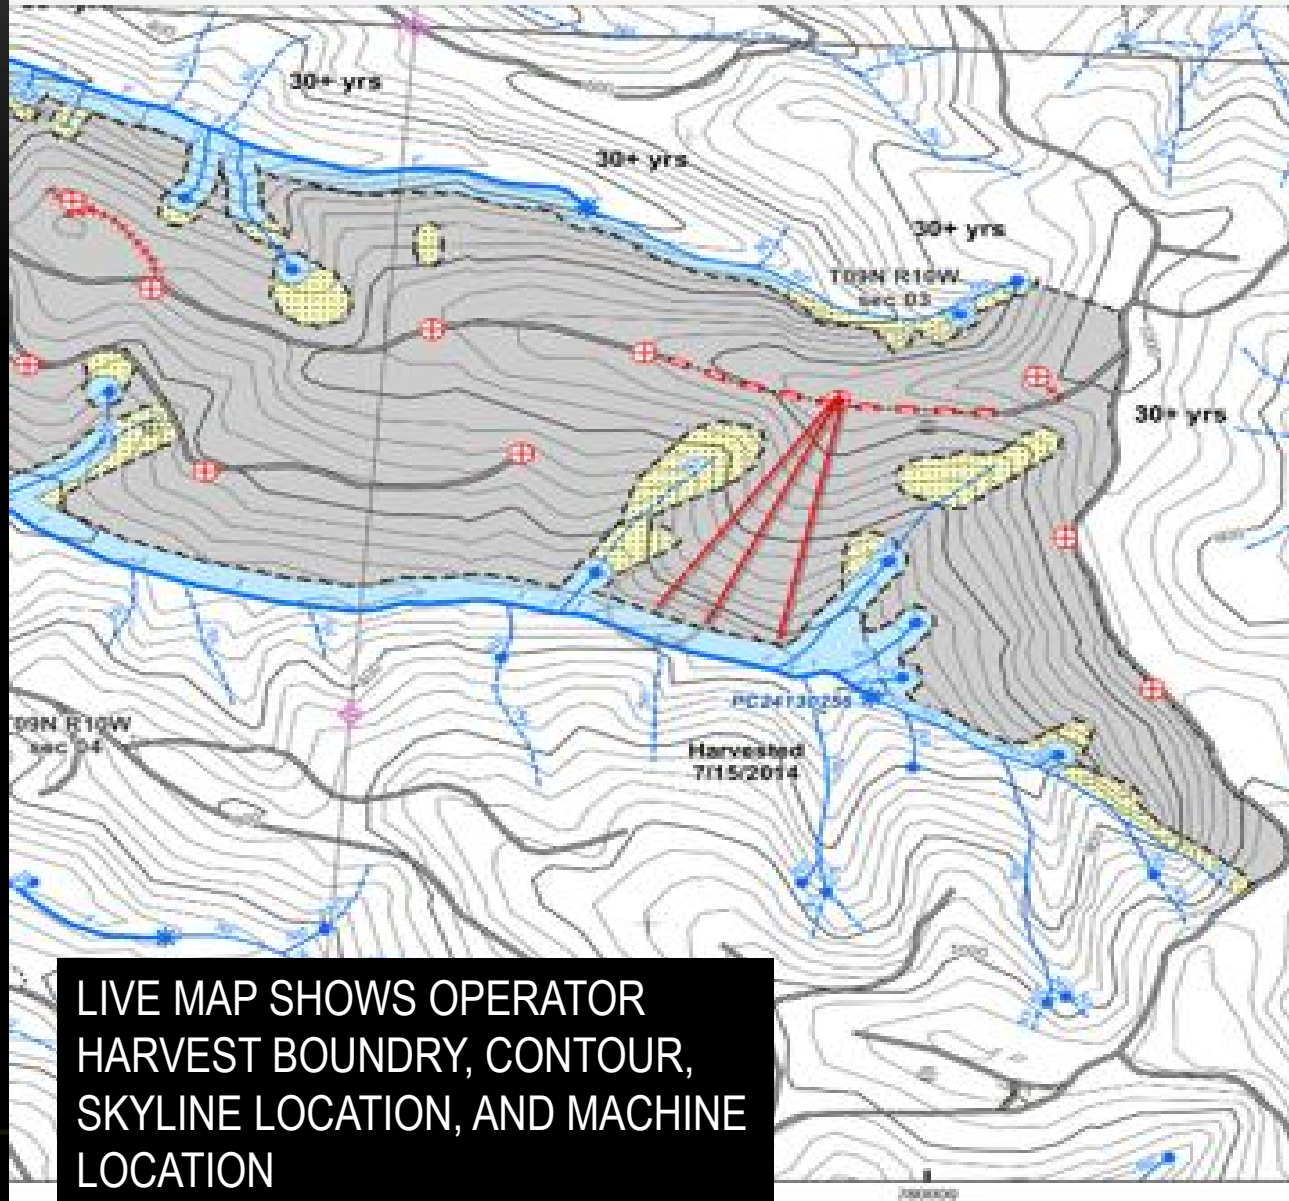 30+ yrs
30+ yrs
30+ yrs
T09N R10W
sec 03
30+ yrs
09N R10W
sec 04
Harvested
7/15/2014
LIVE MAP SHOWS OPERATOR
HARVEST BOUNDRY, CONTOUR,
SKYLINE LOCATION, AND MACHINE
LOCATION